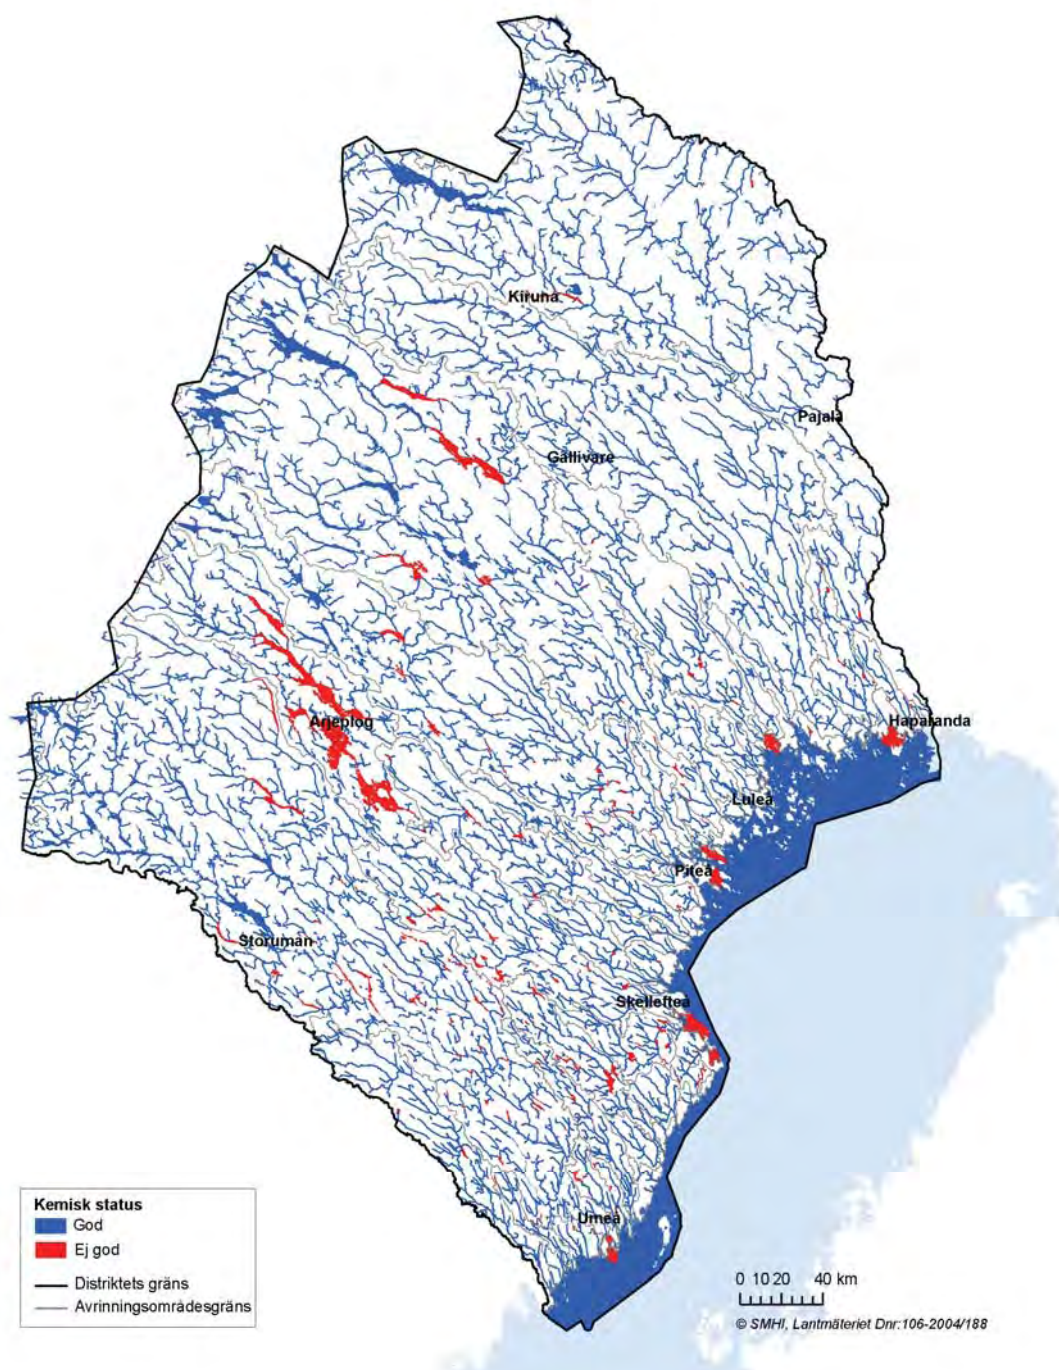 Kiruna
Pajala
Gällivare
Arjeplog
Haparanda
Luleå
Piteå
Storuman
Skellefteå
Umeå
Kemisk status
God
Ej god
Distriktets gräns
Avrinningsområdesgräns
0 10 20 40 km
© SMHI, Lantmäteriet Dnr:106-2004/188